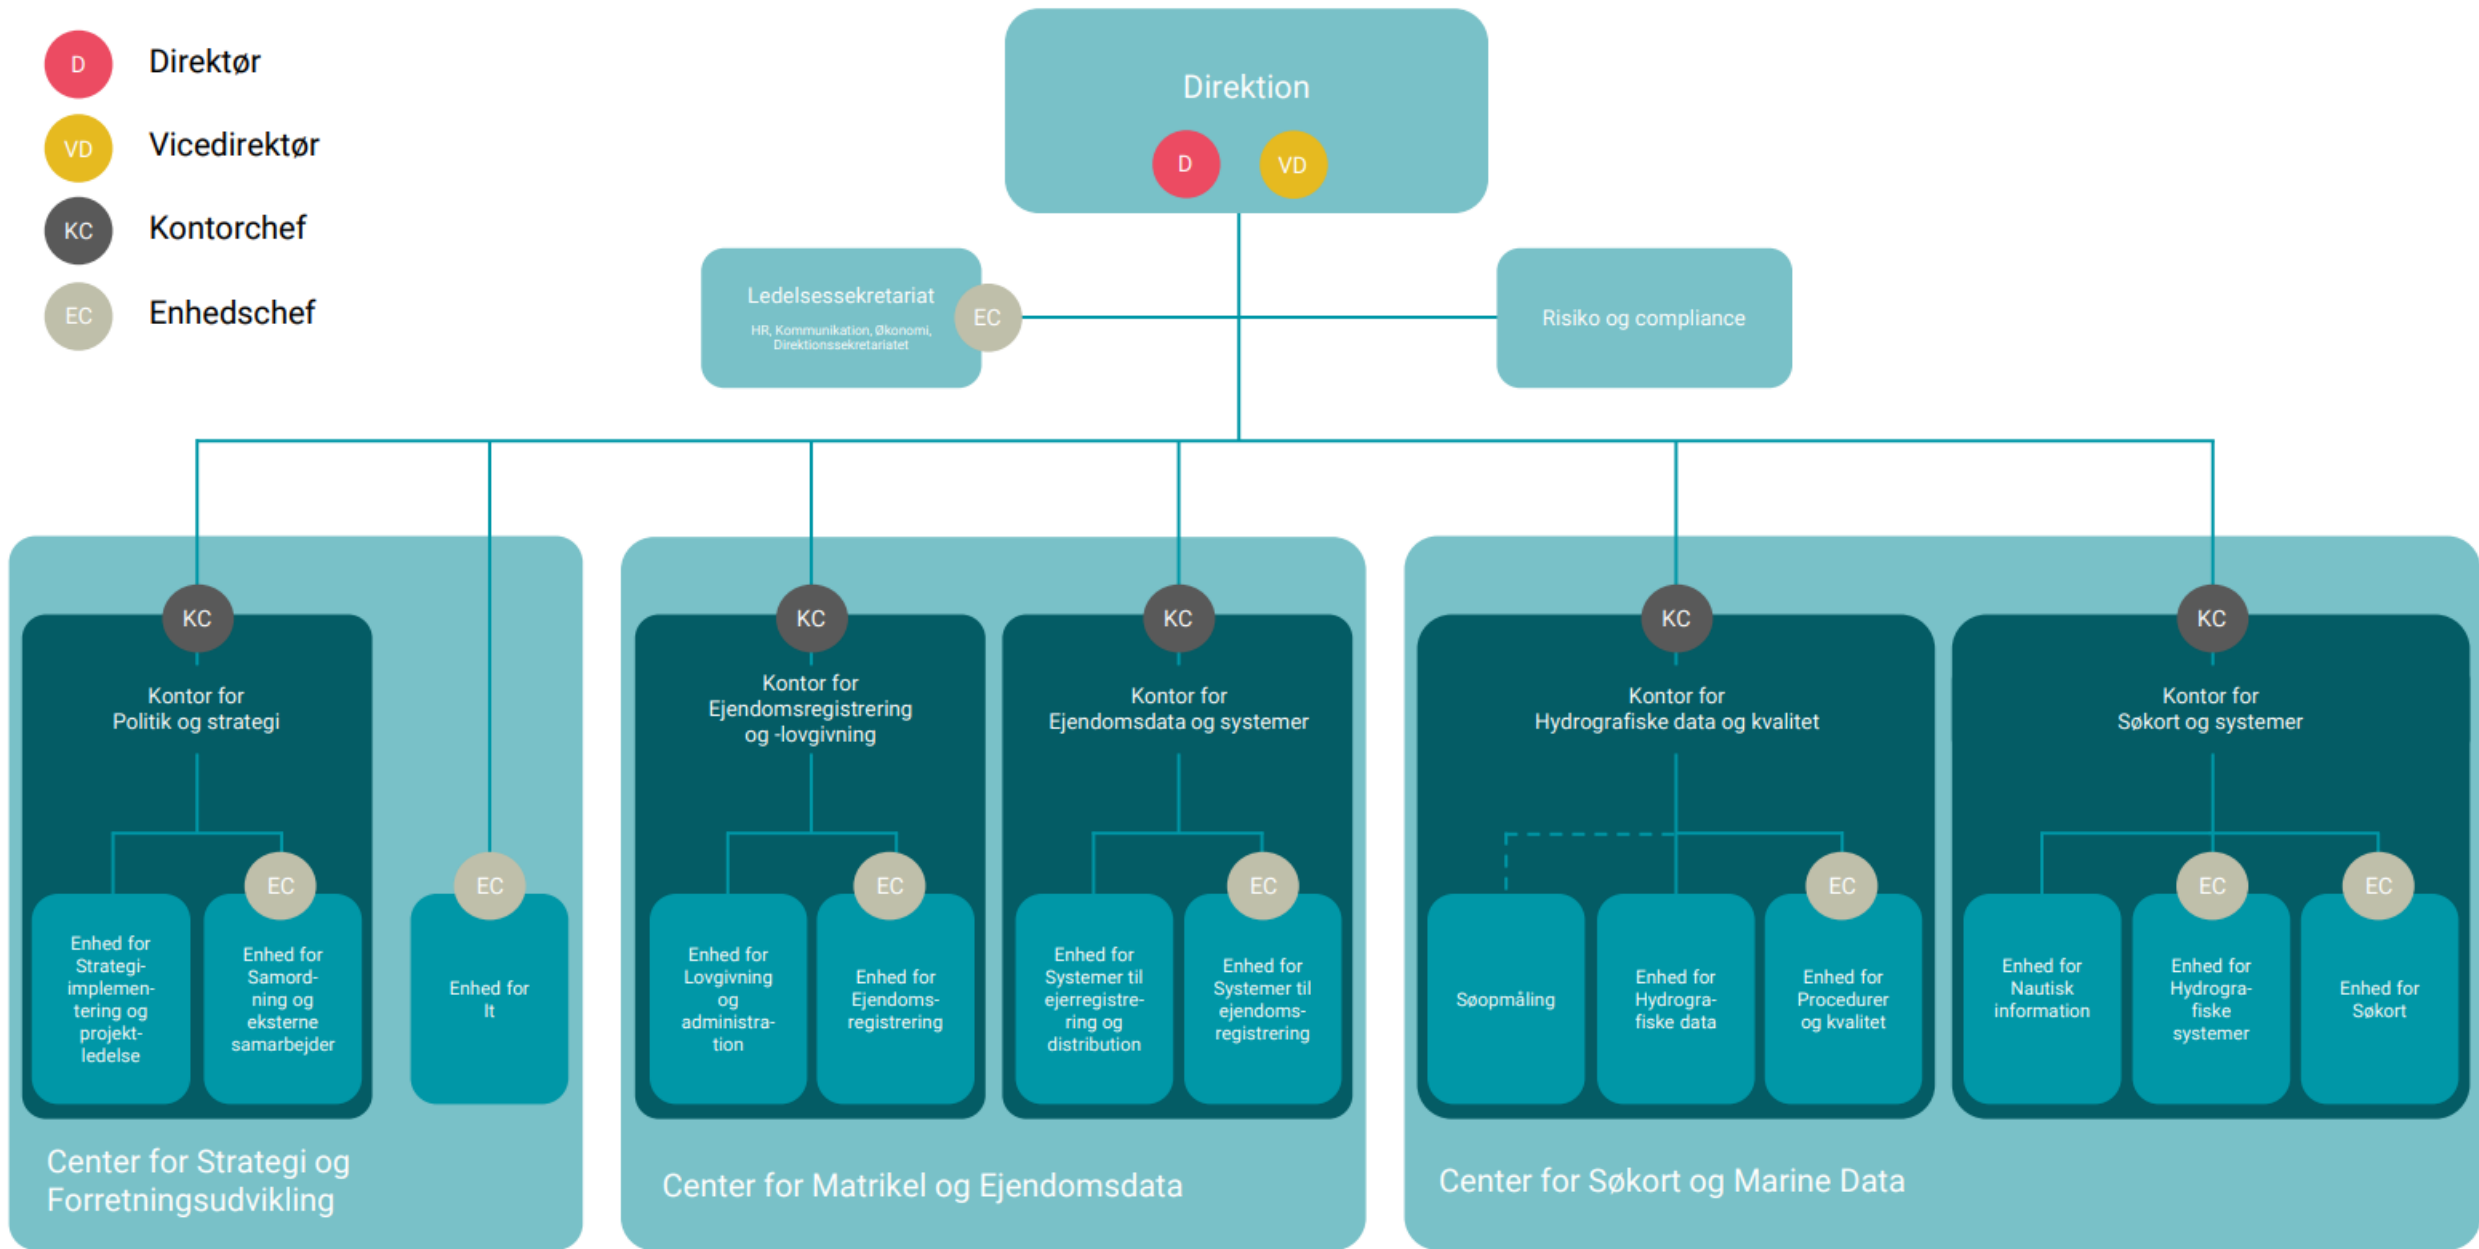 D
Direktør
VD
Vicedirektør
KC
Kontorchef
EC
Enhedschef
Direktion
D
VD
Ledelsessekretariat
HR, Kommunikation, Økonomi,
Direktionssekretariatet
EC
Risiko og compliance
KC
Kontor for
Politik og strategi
Enhed for
Strategi-
implemen-
tering og
projekt-
ledelse
EC
Enhed for
Samord-
ning og
eksterne
samarbejder
EC
Enhed for
It
Center for Strategi og
Forretningsudvikling
KC
Kontor for
Ejendomsregistrering
og -lovgivning
Enhed for
Lovgivning
og
administra-
tion
EC
Enhed for
Ejendoms-
registrering
KC
Kontor for
Ejendomsdata og systemer
Enhed for
Systemer til
ejerregistre-
ring og
distribution
EC
Enhed for
Systemer til
ejendoms-
registrering
Center for Matrikel og Ejendomsdata
KC
Kontor for
Hydrografiske data og kvalitet
Søopmåling
Enhed for
Hydrogra-
fiske data
EC
Enhed for
Procedurer
og kvalitet
KC
Kontor for
Søkort og systemer
Enhed for
Nautisk
information
EC
Enhed for
Hydrogra-
fiske
systemer
EC
Enhed for
Søkort
Center for Søkort og Marine Data